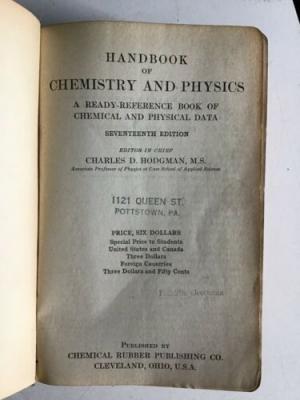 HANDBOOK
OF
CHEMISTRY AND PHYSICS
A READY-REFERENCE BOOK OF
CHEMICAL AND PHYSICAL DATA
SEVENTEENTH EDITION
EDITOR IN CHIEF
CHARLES D. HODGMAN, M.S.
Associate Professor of Physics at Case School of Applied Science
1121 QUEEN ST.
POTTSTOWN, PA.
PRICE, SIX DOLLARS
Special Price to Students
United States and Canada
Three Dollars
Foreign Countries
Three Dollars and Fifty Cents
PUBLISHED BY
CHEMICAL RUBBER PUBLISHING CO.
CLEVELAND, OHIO, U.S.A.